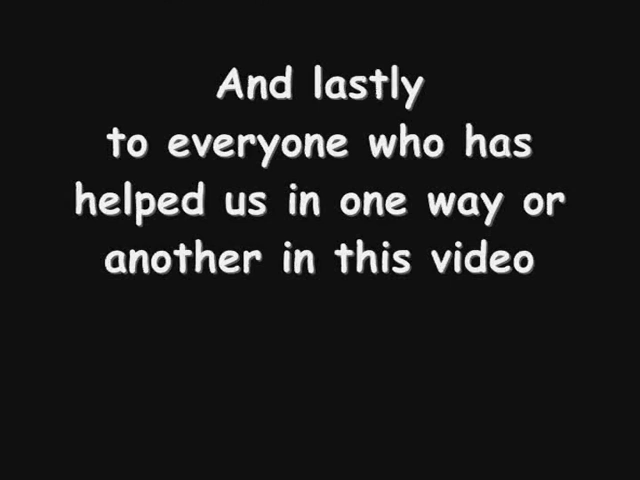 And lastly
to everyone who has
helped us in one way or
another in this video